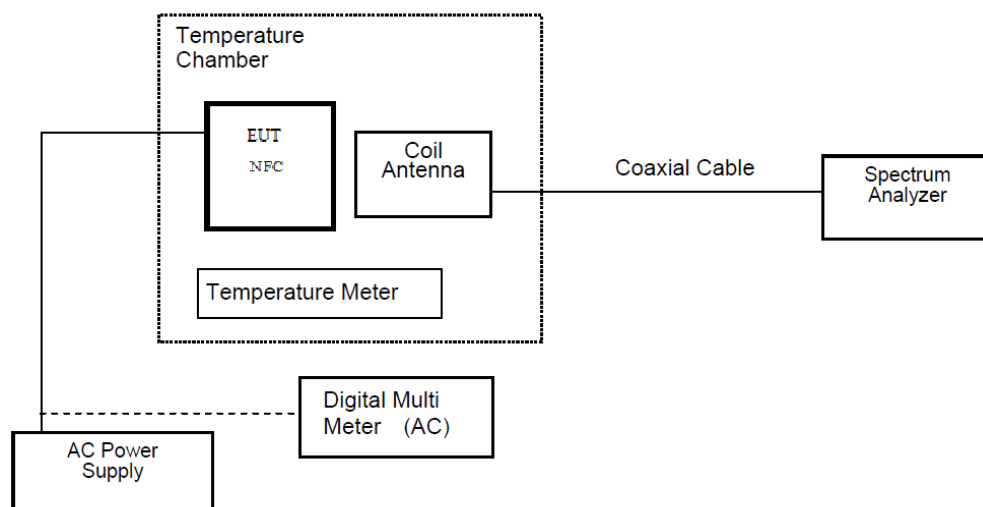 Temperature
Chamber
EUT
NFC
Coil
Antenna
Coaxial Cable
Spectrum
Analyzer
Temperature Meter
Digital Multi
Meter (AC)
AC Power
Supply